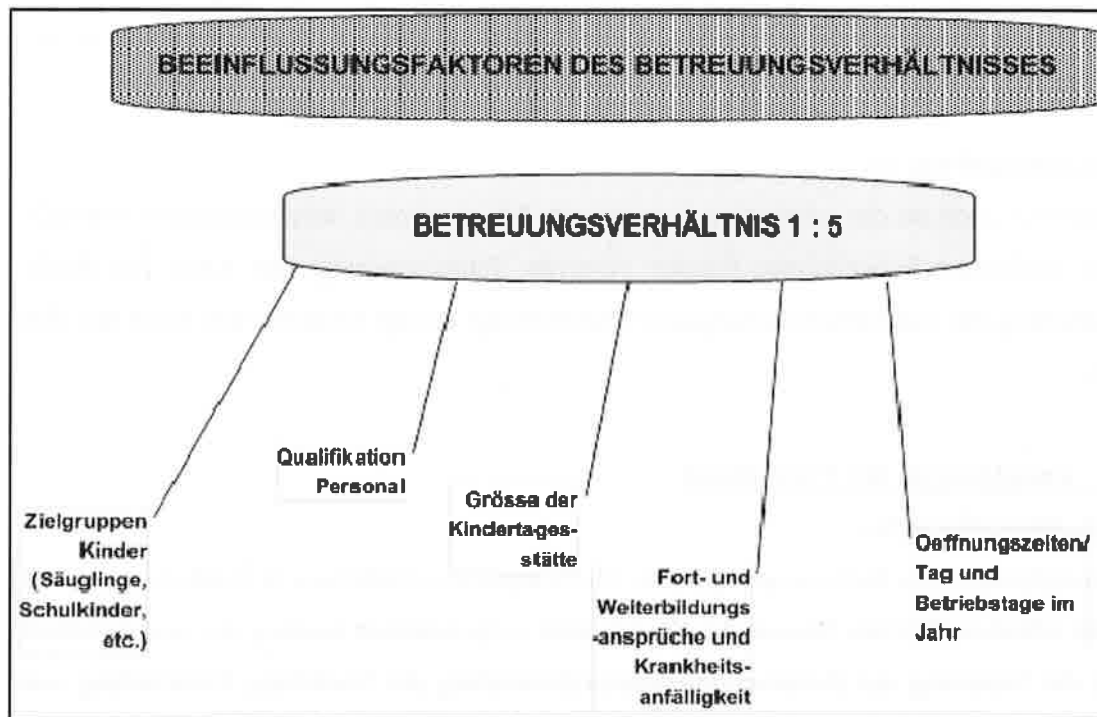 BEEINFLUSSUNGSFAKTOREN DES BETREUUNGSVERHÄLTNISSES
BETREUUNGSVERHÄLTNIS 1 : 5
Zielgruppen
Kinder
(Säuglinge,
Schulkinder,
etc.)
Qualifikation
Personal
Grösse der
Kindertages-
stätte
Fort- und
Weiterbildungs
-ansprüche und
Krankheits-
anfälligkeit
Oeffnungszeiten/
Tag und
Betriebstage im
Jahr